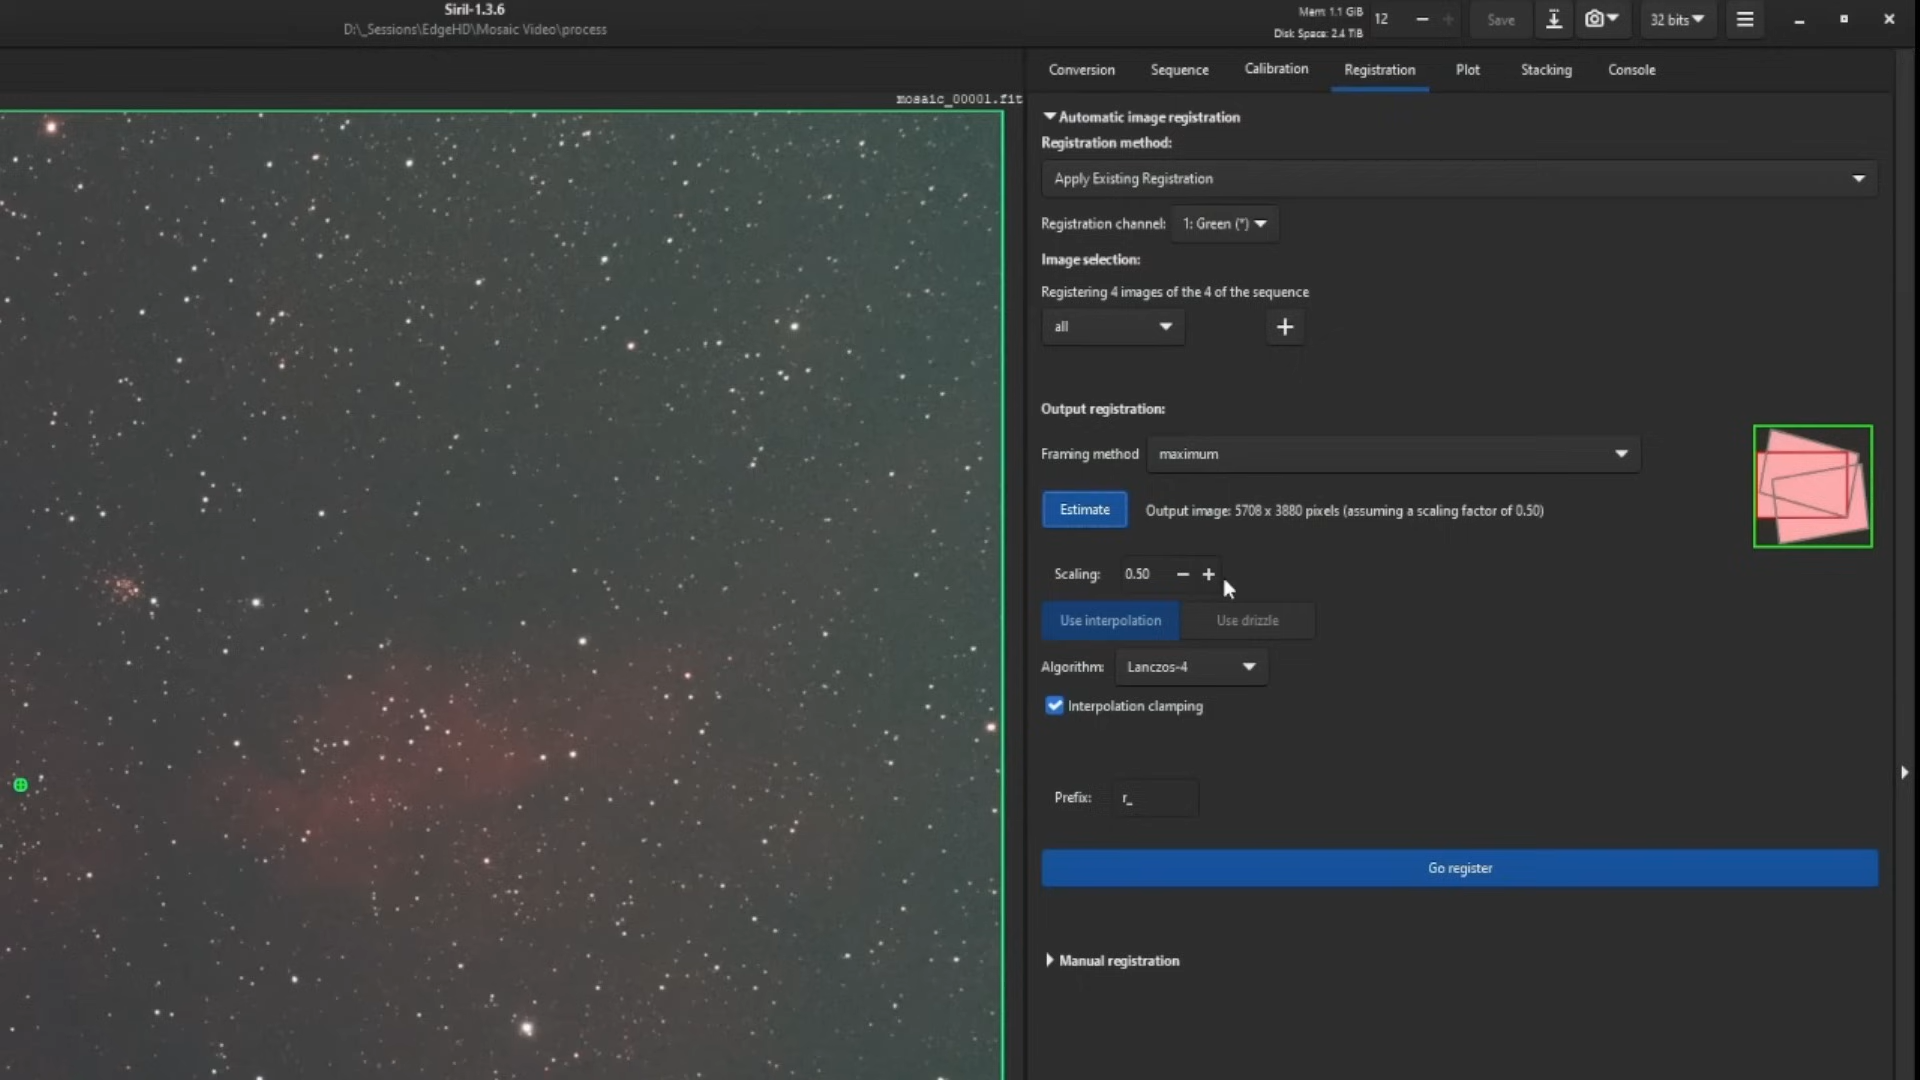 Siril-1.3.6
D:\_Sessions\EdgeHD\Mosaic Video\process
Mem: 1.1 GiB
Disk Space: 2.4 TiB
12
Save
32 bits
Conversion Sequence Calibration Registration Plot Stacking Console
mosaic_00001.fit
Automatic image registration
Registration method:
Apply Existing Registration
Registration channel: 1: Green (*)
Image selection:
Registering 4 images of the 4 of the sequence
all
Output registration:
Framing method maximum
Estimate Output image: 5708 x 3880 pixels (assuming a scaling factor of 0.50)
Scaling: 0.50
Use interpolation Use drizzle
Algorithm: Lanczos-4
Interpolation clamping
Prefix: r_
Go register
Manual registration